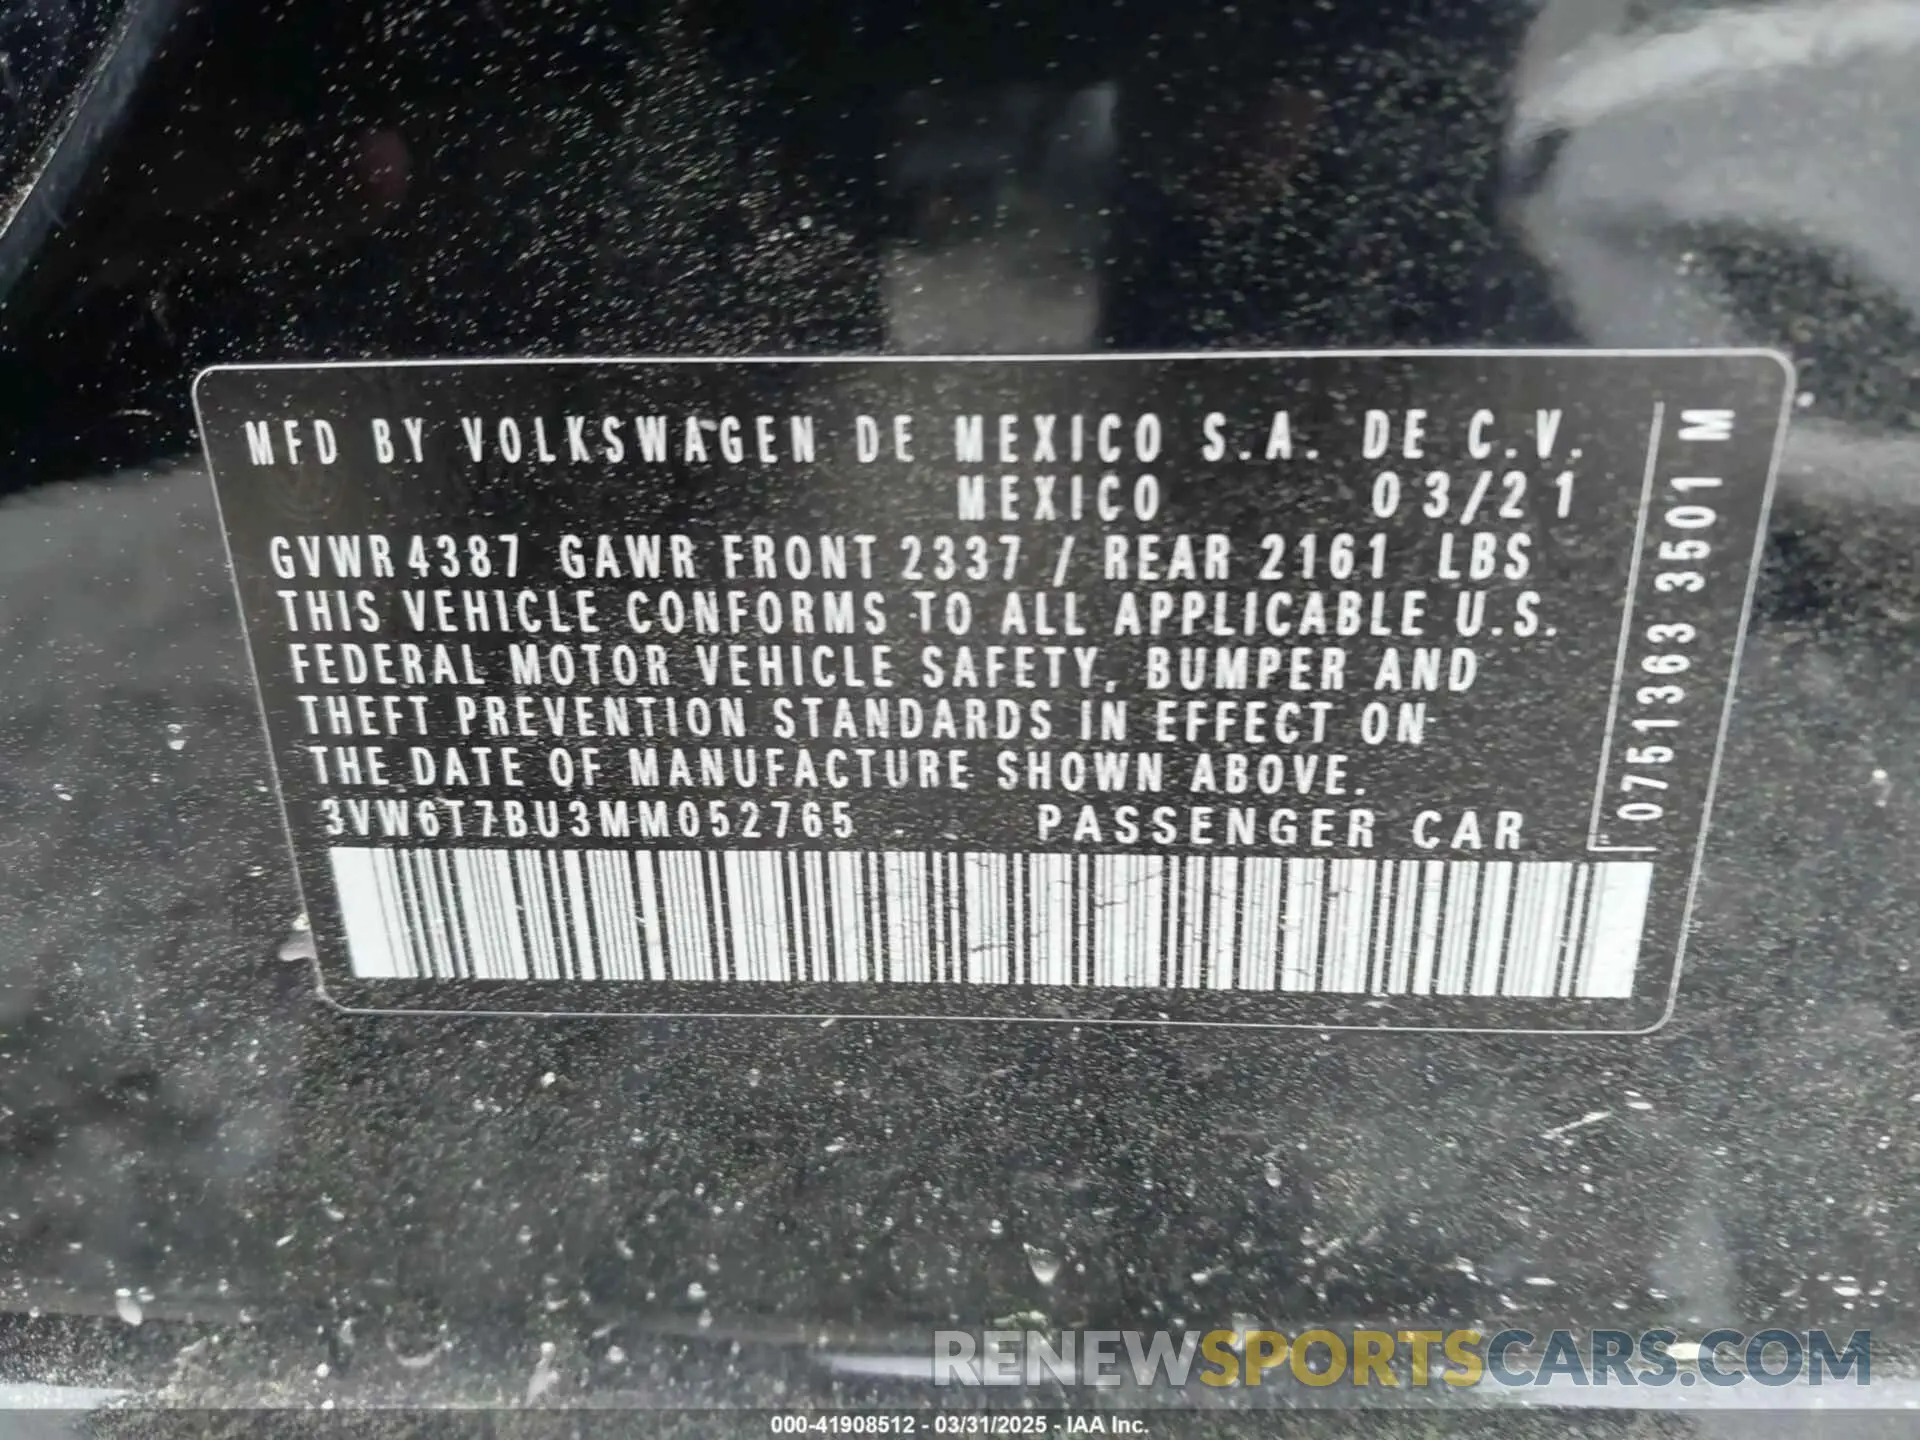 MFD BY VOLKSWAGEN DE MEXICO S.A. DE C.V.
MEXICO 03/21
GVWR 4387 GAWR FRONT 2337 / REAR 2161 LBS
THIS VEHICLE CONFORMS TO ALL APPLICABLE U.S.
FEDERAL MOTOR VEHICLE SAFETY, BUMPER AND
THEFT PREVENTION STANDARDS IN EFFECT ON
THE DATE OF MANUFACTURE SHOWN ABOVE.
3VW6T7BU3MM052765 PASSENGER CAR
0751363 3501 M
RENEWSPORTSCARS.COM
000-41908512 - 03/31/2025 - IAA Inc.